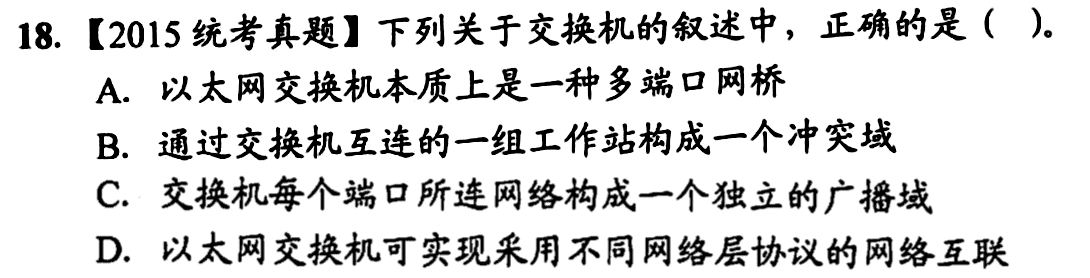 18.【2015 统考真题】下列关于交换机的叙述中，正确的是（ ）。
A. 以太网交换机本质上是一种多端口网桥
B. 通过交换机互连的一组工作站构成一个冲突域
C. 交换机每个端口所连网络构成一个独立的广播域
D. 以太网交换机可实现采用不同网络层协议的网络互联